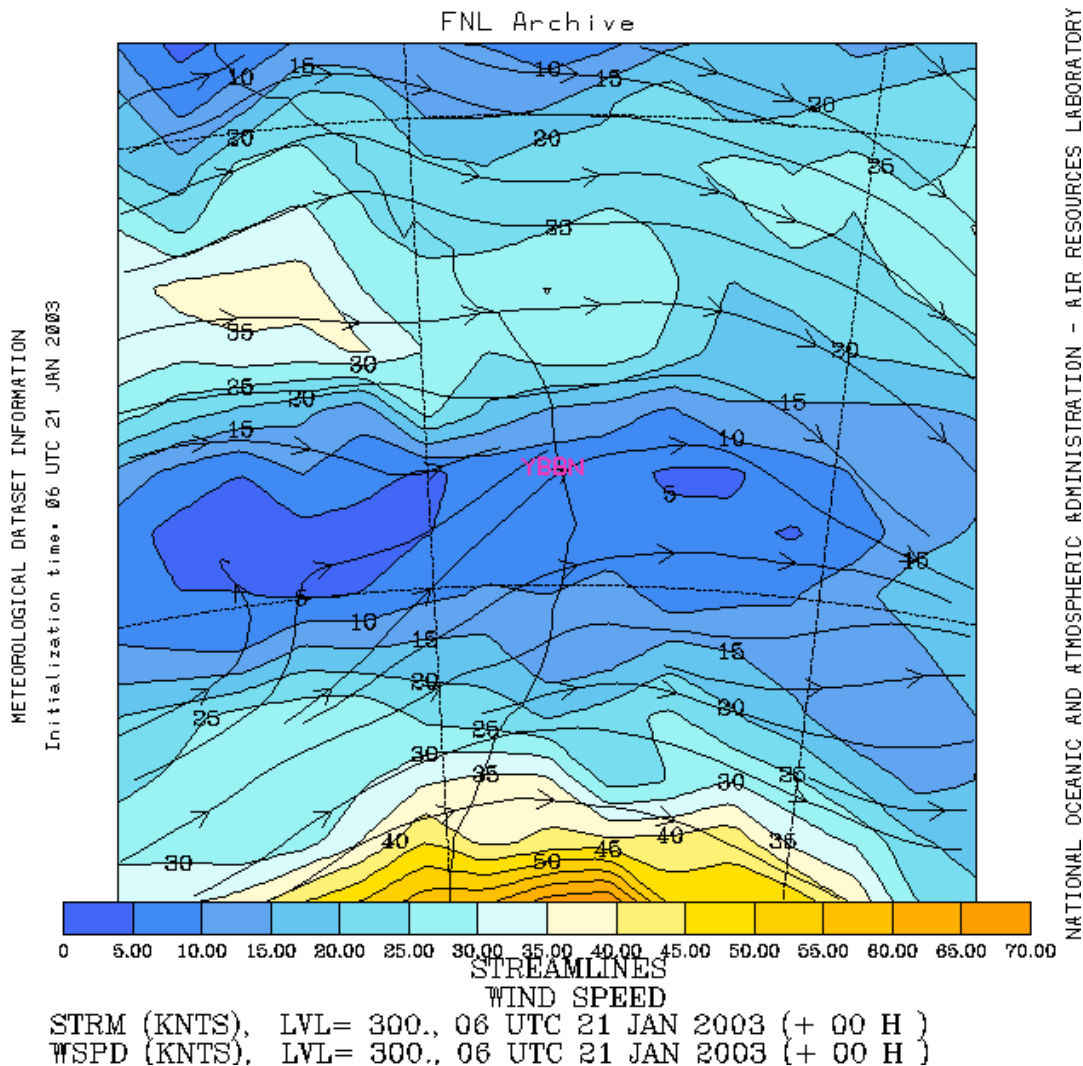 FNL Archive
METEOROLOGICAL DATASET INFORMATION
Initialization time: 06 UTC 21 JAN 2003
NATIONAL OCEANIC AND ATMOSPHERIC ADMINISTRATION - AIR RESOURCES LABORATORY
10 15 10 15 20
20 20 25
25
35 30 20
25 20 15
15 10
YBBN
5
15
5
10 15 15
20 20
25 25
30 35 30 25
40 40 35
30 50 45
0 5.00 10.00 15.00 20.00 25.00 30.00 35.00 40.00 45.00 50.00 55.00 60.00 65.00 70.00
STREAMLINES
WIND SPEED
STRM (KNTS), LVL= 300., 06 UTC 21 JAN 2003 (+ 00 H )
WSPD (KNTS), LVL= 300., 06 UTC 21 JAN 2003 (+ 00 H )